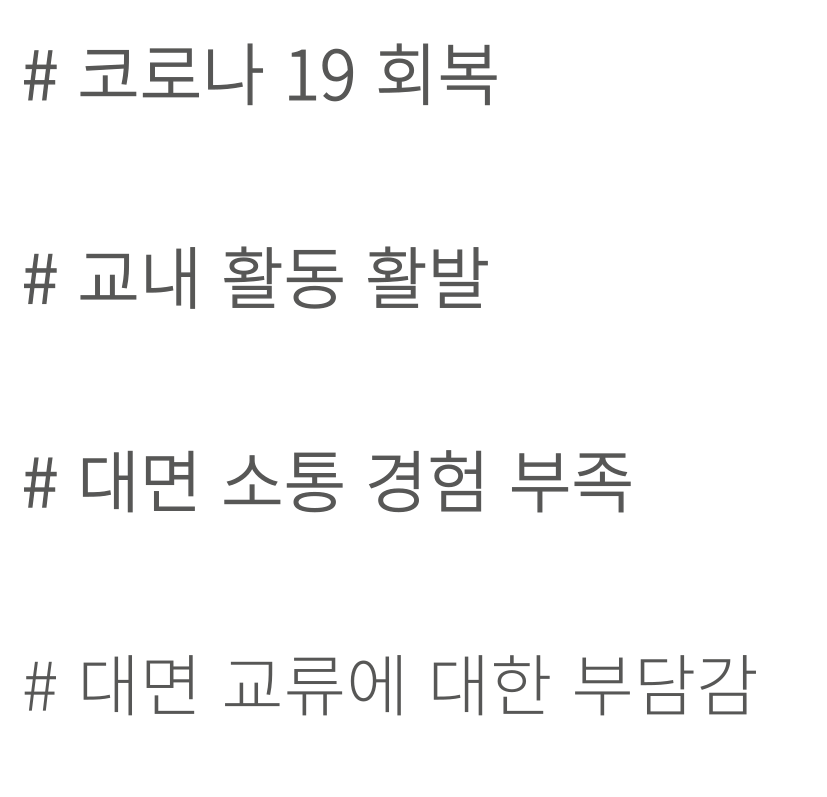 # 코로나 19 회복
# 교내 활동 활발
# 대면 소통 경험 부족
# 대면 교류에 대한 부담감